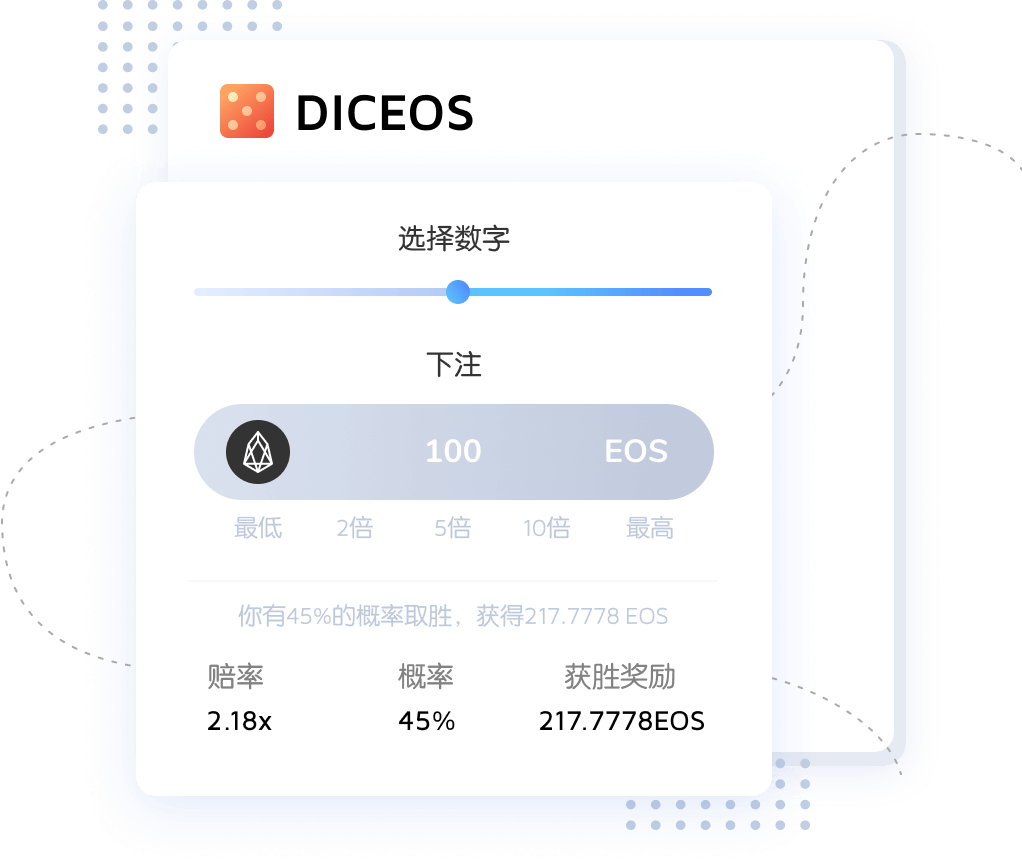 DICEOS
选择数字
下注
100 EOS
最低 2倍 5倍 10倍 最高
你有45%的概率取胜，获得217.7778 EOS
赔率 概率 获胜奖励
2.18x 45% 217.7778EOS